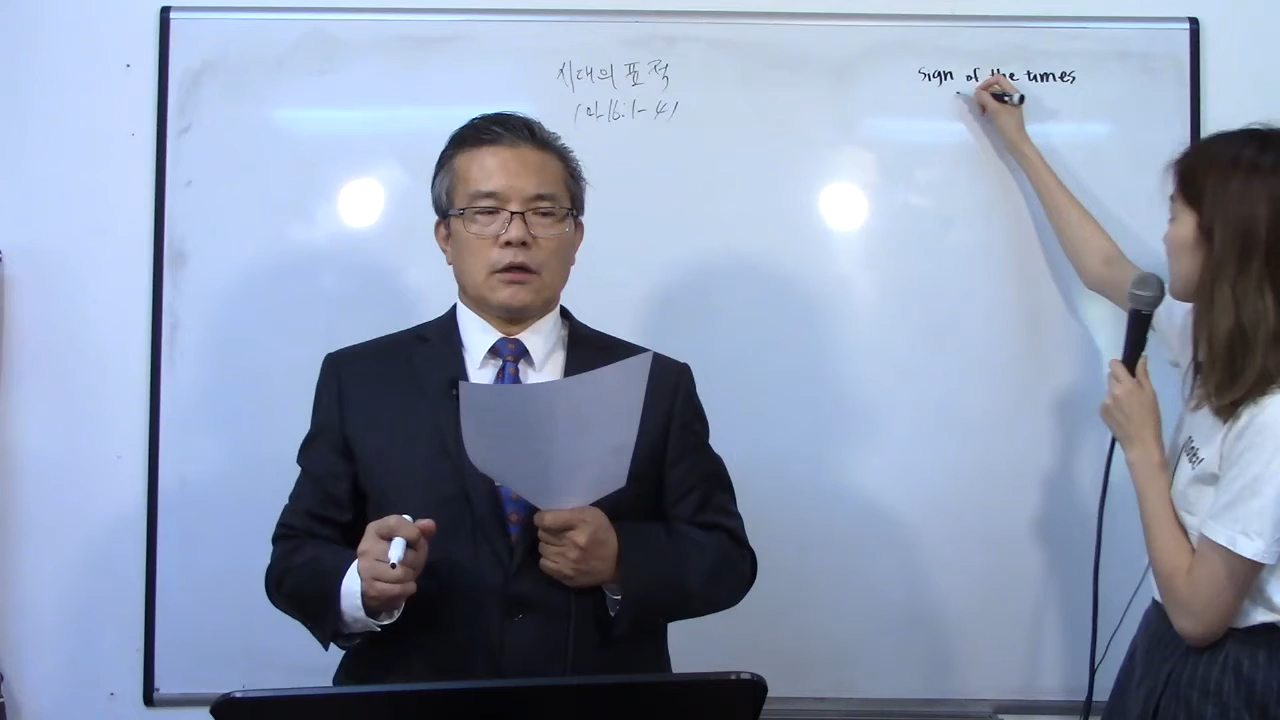 시대의 표적
(마16:1-4)
sign of the times